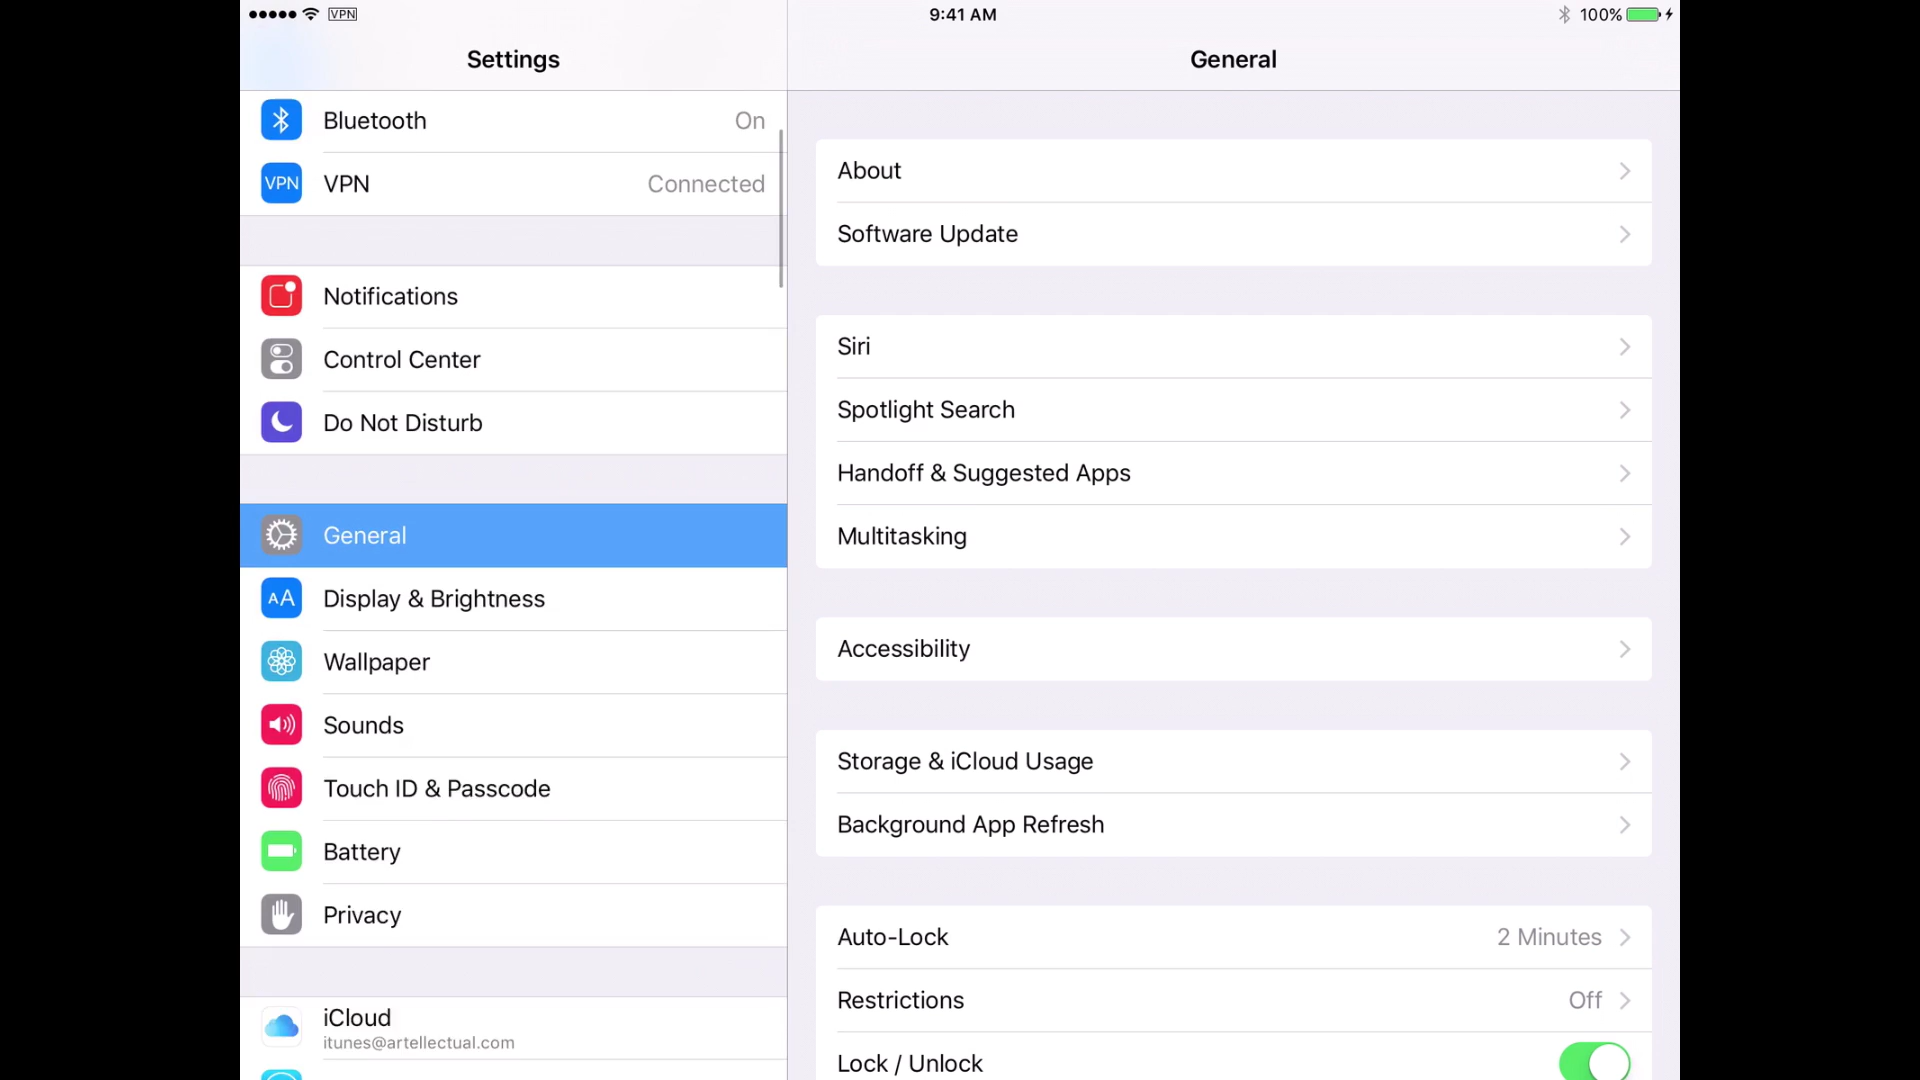 VPN
9:41 AM
100%
Settings
General
Bluetooth
On
VPN
VPN
Connected
Notifications
Control Center
Do Not Disturb
General
AA
Display & Brightness
Wallpaper
Sounds
Touch ID & Passcode
Battery
Privacy
iCloud
itunes@artellectual.com
About
Software Update
Siri
Spotlight Search
Handoff & Suggested Apps
Multitasking
Accessibility
Storage & iCloud Usage
Background App Refresh
Auto-Lock
2 Minutes
Restrictions
Off
Lock / Unlock